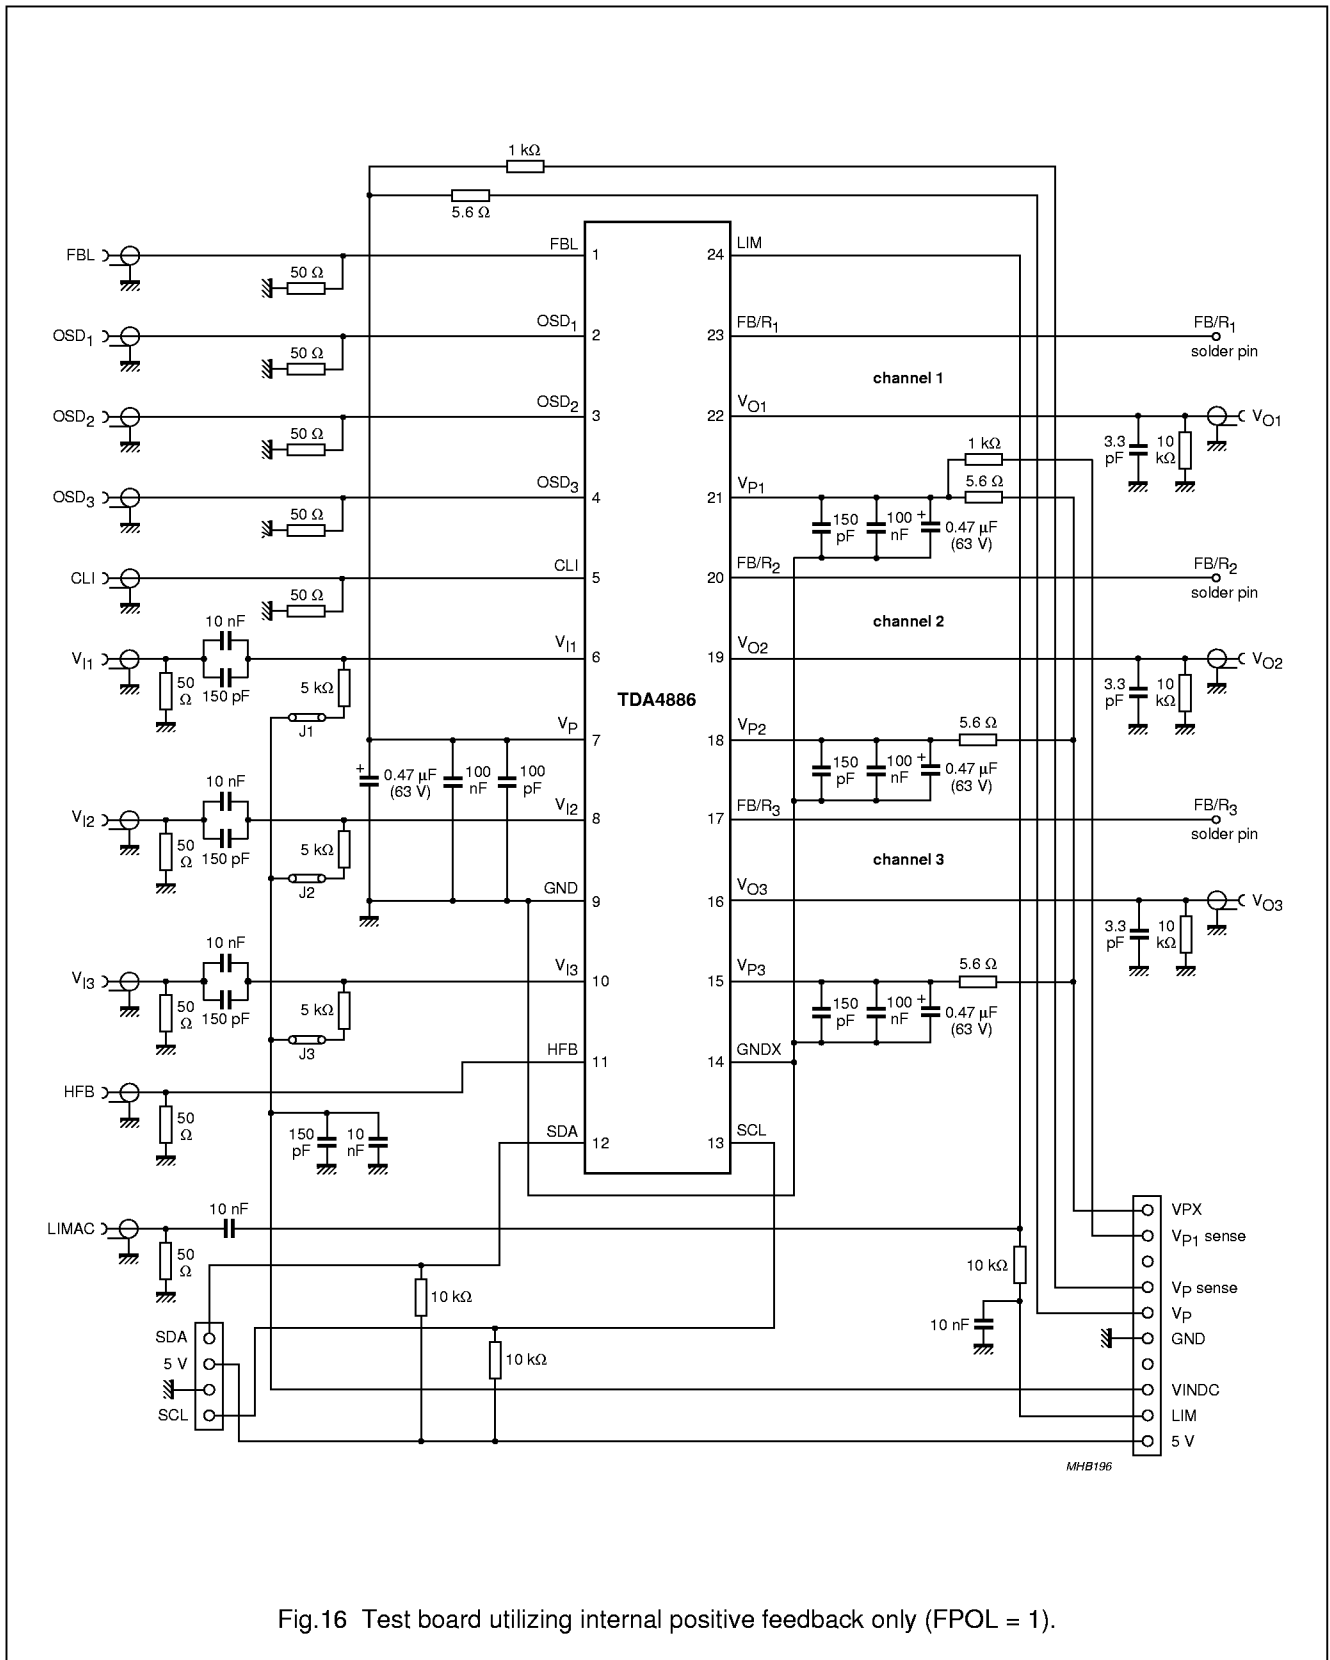 1 kΩ
5.6 Ω
FBL
FBL
1
24
LIM
50 Ω
OSD1
OSD1
2
23
FB/R1
FB/R1
solder pin
50 Ω
channel 1
OSD2
OSD2
3
22
VO1
VO1
50 Ω
3.3 pF
10 kΩ
1 kΩ
5.6 Ω
OSD3
OSD3
4
21
VP1
50 Ω
150 pF
100 nF
+
0.47 μF
(63 V)
CLI
CLI
5
20
FB/R2
FB/R2
solder pin
50 Ω
10 nF
channel 2
VI1
VI1
6
19
VO2
VO2
50 Ω
150 pF
5 kΩ
J1
TDA4886
3.3 pF
10 kΩ
VP
7
18
VP2
5.6 Ω
+
0.47 μF
(63 V)
100 nF
100 pF
150 pF
100 nF
+
0.47 μF
(63 V)
10 nF
VI2
VI2
8
17
FB/R3
FB/R3
solder pin
50 Ω
150 pF
5 kΩ
J2
channel 3
GND
9
16
VO3
VO3
3.3 pF
10 kΩ
10 nF
VI3
VI3
10
15
VP3
5.6 Ω
50 Ω
150 pF
5 kΩ
J3
150 pF
100 nF
+
0.47 μF
(63 V)
HFB
HFB
11
14
GNDX
50 Ω
150 pF
10 nF
SDA
12
13
SCL
LIMAC
10 nF
50 Ω
10 kΩ
10 kΩ
10 kΩ
10 nF
SDA
5 V
SCL
VPX
VP1 sense
VP sense
VP
GND
VINDC
LIM
5 V
MHB196
Fig.16 Test board utilizing internal positive feedback only (FPOL = 1).